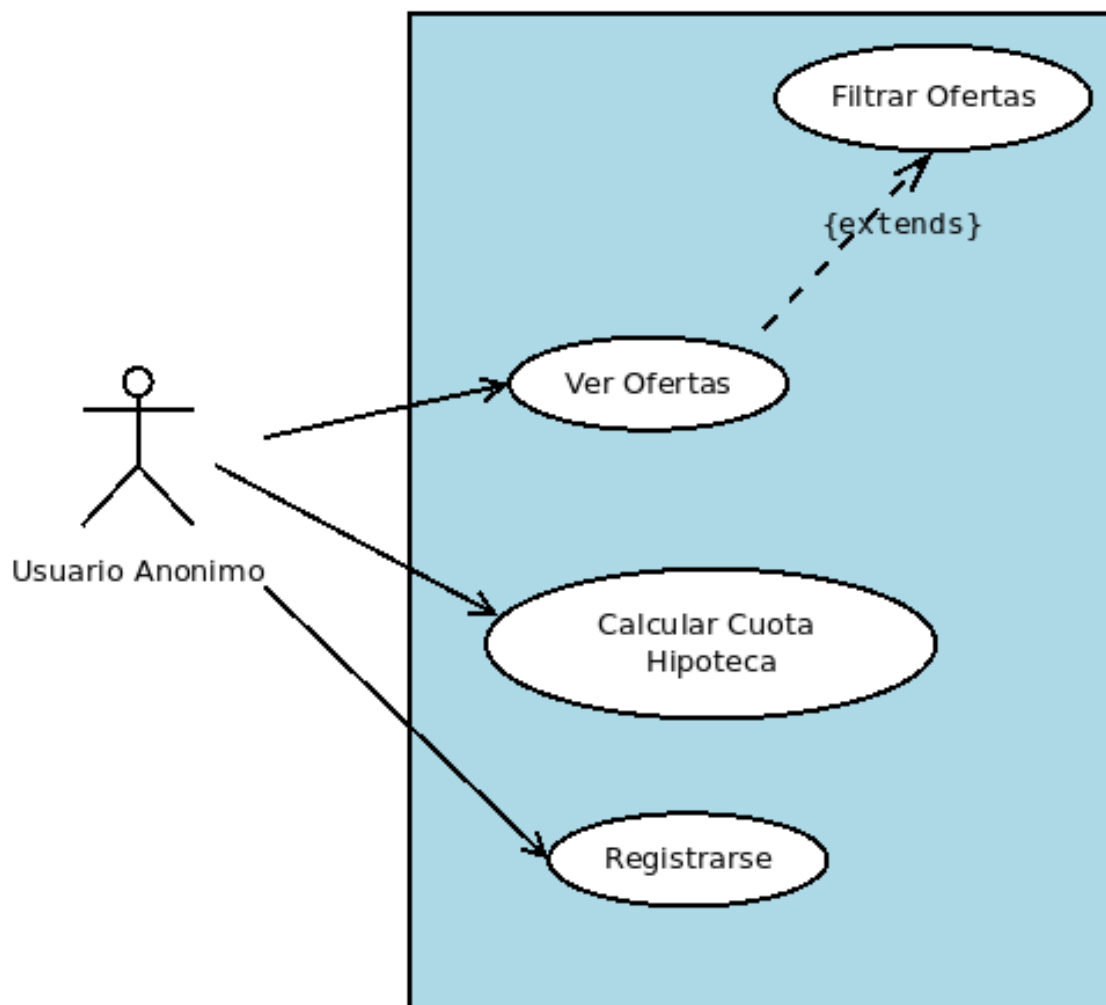 Filtrar Ofertas
{extends}
Ver Ofertas
Usuario Anonimo
Calcular Cuota
Hipoteca
Registrarse